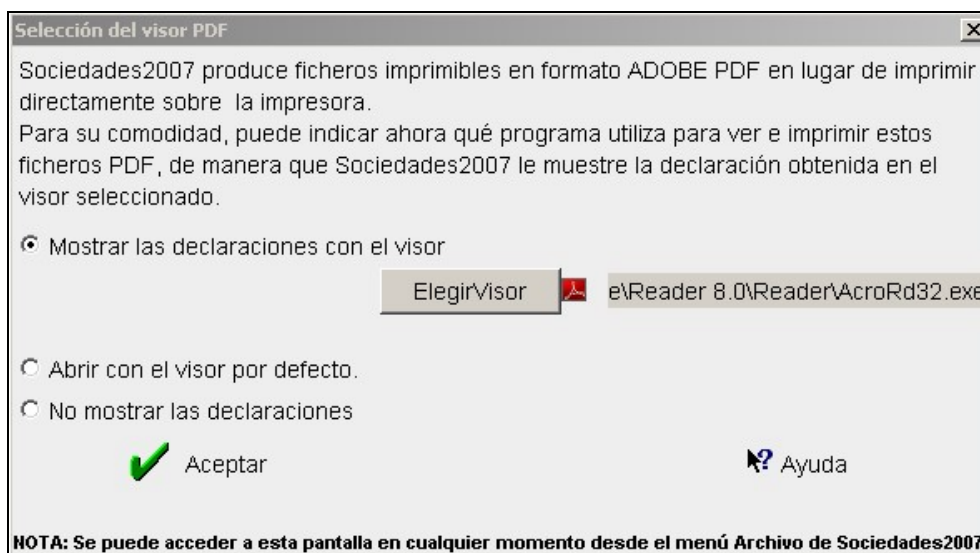 Selección del visor PDF
Sociedades2007 produce ficheros imprimibles en formato ADOBE PDF en lugar de imprimir
directamente sobre la impresora.
Para su comodidad, puede indicar ahora qué programa utiliza para ver e imprimir estos
ficheros PDF, de manera que Sociedades2007 le muestre la declaración obtenida en el
visor seleccionado.
Mostrar las declaraciones con el visor
ElegirVisor e\Reader 8.0\Reader\AcroRd32.exe
Abrir con el visor por defecto.
No mostrar las declaraciones
Aceptar Ayuda
NOTA: Se puede acceder a esta pantalla en cualquier momento desde el menú Archivo de Sociedades2007